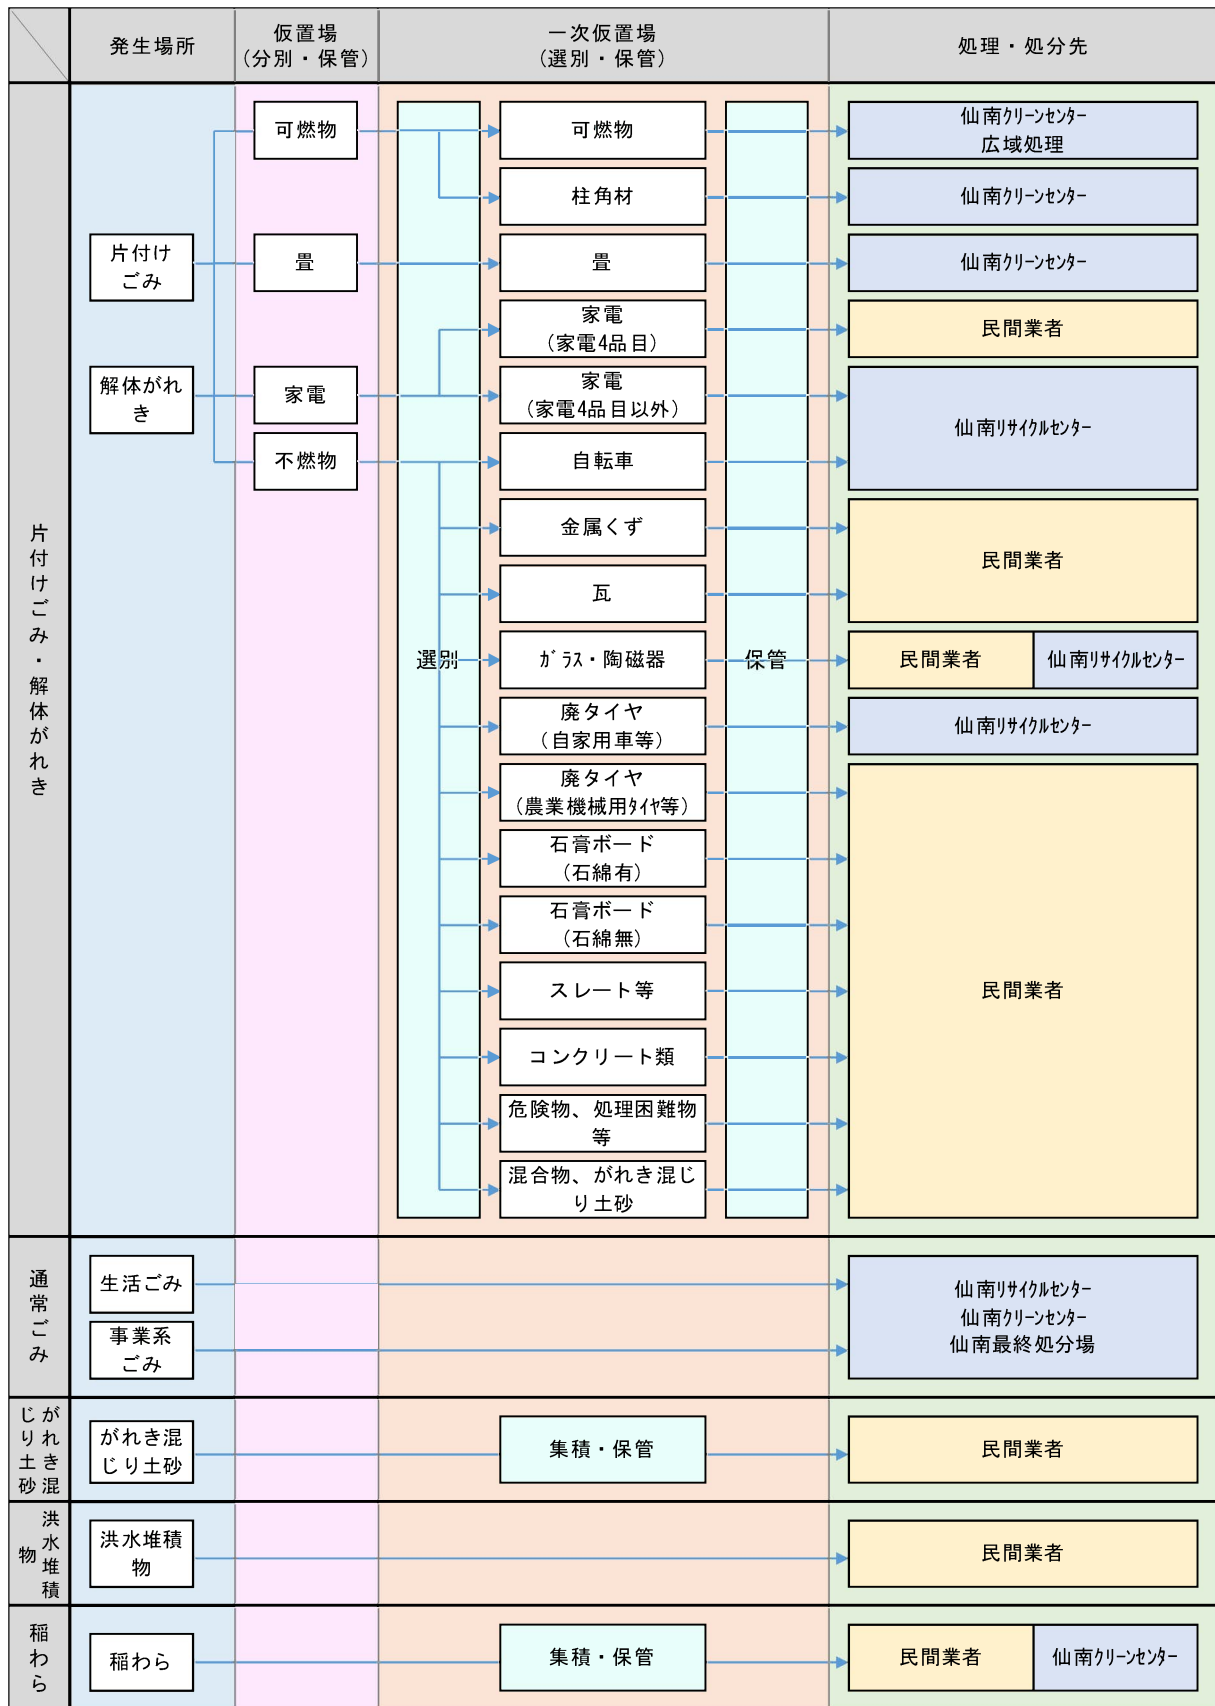 発生場所
仮置場
(分別・保管)
一次仮置場
(選別・保管)
処理・処分先
片付けごみ・解体がれき
片付け
ごみ
解体がれ
き
可燃物
畳
家電
不燃物
選別
可燃物
柱角材
畳
家電
(家電4品目)
家電
(家電4品目以外)
自転車
金属くず
瓦
ガラス・陶磁器
廃タイヤ
(自家用車等)
廃タイヤ
(農業機械用タイヤ等)
石膏ボード
(石綿有)
石膏ボード
(石綿無)
スレート等
コンクリート類
危険物、処理困難物
等
混合物、がれき混じ
り土砂
保管
仙南クリーンセンター
広域処理
仙南クリーンセンター
仙南クリーンセンター
民間業者
仙南リサイクルセンター
民間業者
民間業者
仙南リサイクルセンター
仙南リサイクルセンター
民間業者
通常ごみ
生活ごみ
事業系
ごみ
仙南リサイクルセンター
仙南クリーンセンター
仙南最終処分場
がれき混
じり土砂
がれき混
じり土砂
集積・保管
民間業者
洪水堆積
物
洪水堆積
物
民間業者
稲わら
稲わら
集積・保管
民間業者
仙南クリーンセンター